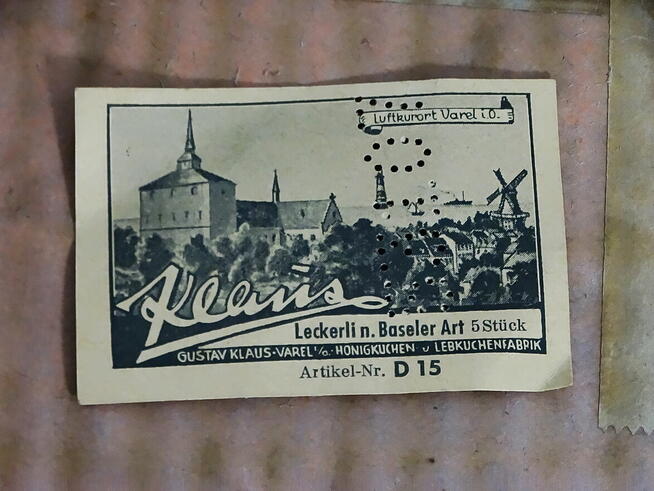 Luftkurort Varel i.O.
Klaus
Leckerli n. Baseler Art 5 Stück
GUSTAV KLAUS-VAREL i/o.-HONIGKUCHEN u LEBKUCHENFABRIK
Artikel-Nr. D 15